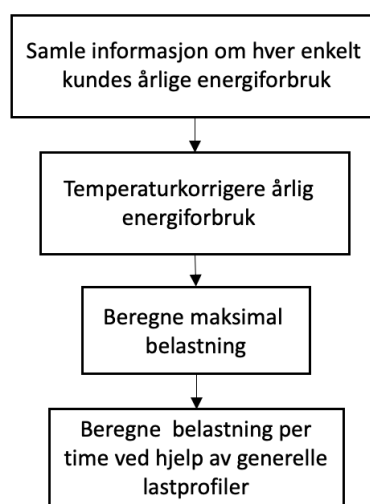 Samle informasjon om hver enkelt
kundes årlige energiforbruk
Temperaturkorrigere årlig
energiforbruk
Beregne maksimal
belastning
Beregne belastning per
time ved hjelp av generelle
lastprofiler